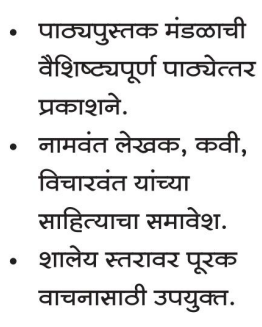 • पाठ्यपुस्तक मंडळाची
वैशिष्ट्यपूर्ण पाठ्येत्तर
प्रकाशने.
• नामवंत लेखक, कवी,
विचारवंत यांच्या
साहित्याचा समावेश.
• शालेय स्तरावर पूरक
वाचनासाठी उपयुक्त.